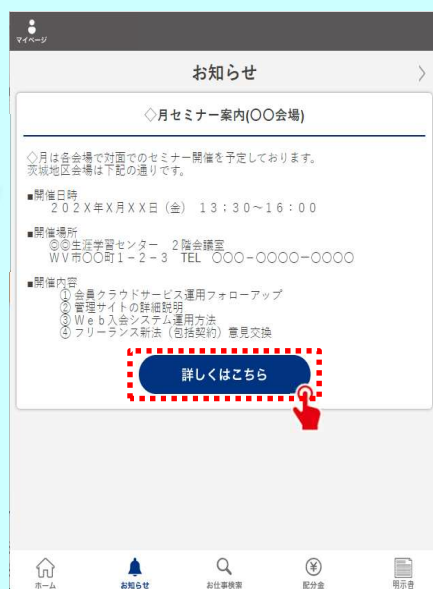 マイページ
お知らせ
◇月セミナー案内(〇〇会場)
◇月は各会場で対面でのセミナー開催を予定しております。
茨城地区会場は下記の通りです。
■開催日時
２０２X年X月XX日（金） １３：３０～１６：００
■開催場所
◎◎生涯学習センター ２階会議室
WV市〇〇町１－２－３ TEL 〇〇〇－〇〇〇〇－〇〇〇〇
■開催内容
① 会員クラウドサービス運用フォローアップ
② 管理サイトの詳細説明
③ Ｗｅｂ入会システム運用方法
④ フリーランス新法（包括契約）意見交換
詳しくはこちら
ホーム お知らせ お仕事検索 配分金 明示書